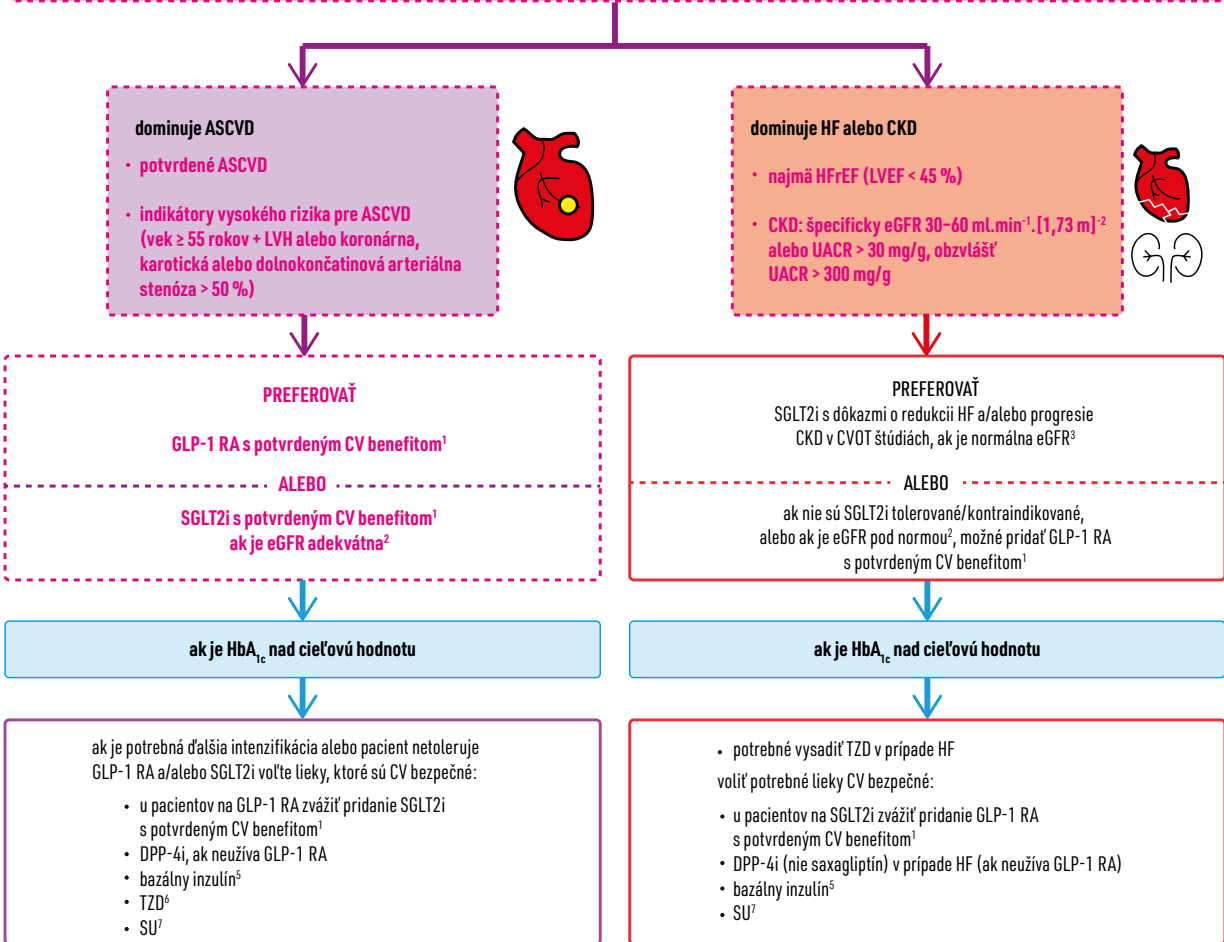 dominuje ASCVD
• potvrdené ASCVD
• indikátory vysokého rizika pre ASCVD
(vek ≥ 55 rokov + LVH alebo koronárna,
karotická alebo dolnokončatinová arteriálna
stenóza > 50 %)
dominuje HF alebo CKD
• najmä HFrEF (LVEF < 45 %)
• CKD: špecificky eGFR 30–60 ml.min⁻¹.[1,73 m]⁻²
alebo UACR > 30 mg/g, obzvlášť
UACR > 300 mg/g
PREFEROVAŤ
GLP-1 RA s potvrdeným CV benefitom¹
ALEBO
SGLT2i s potvrdeným CV benefitom¹
ak je eGFR adekvátna²
PREFEROVAŤ
SGLT2i s dôkazmi o redukcii HF a/alebo progresie
CKD v CVOT štúdiách, ak je normálna eGFR³
ALEBO
ak nie sú SGLT2i tolerované/kontraindikované,
alebo ak je eGFR pod normou², možné pridať GLP-1 RA
s potvrdeným CV benefitom¹
ak je HbA₁c nad cieľovú hodnotu
ak je HbA₁c nad cieľovú hodnotu
ak je potrebná ďalšia intenzifikácia alebo pacient netoleruje
GLP-1 RA a/alebo SGLT2i voľte lieky, ktoré sú CV bezpečné:
• u pacientov na GLP-1 RA zvážiť pridanie SGLT2i
s potvrdeným CV benefitom¹
• DPP-4i, ak neužíva GLP-1 RA
• bazálny inzulín⁵
• TZD⁶
• SU⁷
• potrebné vysadiť TZD v prípade HF
voliť potrebné lieky CV bezpečné:
• u pacientov na SGLT2i zvážiť pridanie GLP-1 RA
s potvrdeným CV benefitom¹
• DPP-4i (nie saxagliptín) v prípade HF (ak neužíva GLP-1 RA)
• bazálny inzulín⁵
• SU⁷